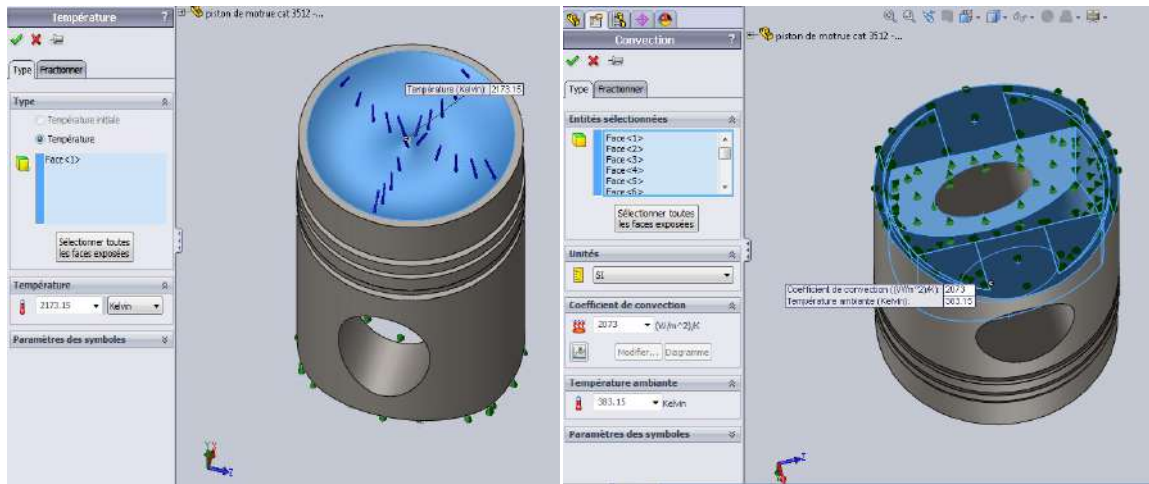 Température ?
Type Fractionner
Type
Température initiale
Température
Face<1>
Sélectionner toutes
les faces exposées
Température
2173.15 Kelvin
Paramètres des symboles
piston de motrue cat 3512 -...
Température (Kelvin): 2173.15
Y
Z
Convection ?
Type Fractionner
Entités sélectionnées
Face<1>
Face<2>
Face<3>
Face<4>
Face<5>
Face<6>
Sélectionner toutes
les faces exposées
Unités
SI
Coefficient de convection
2073 (W/m^2)/K
Modifier... Diagramme
Température ambiante
383.15 Kelvin
Paramètres des symboles
piston de motrue cat 3512 -...
Coefficient de convection ((W/m^2)/K): 2073
Température ambiante (Kelvin): 383.15
Z